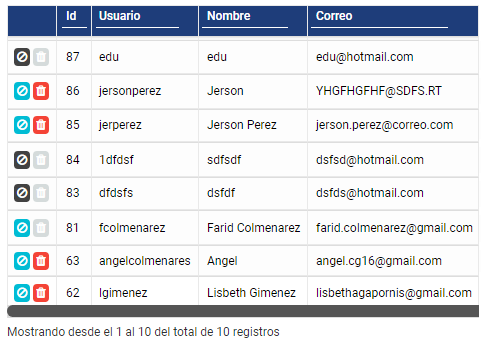 Id Usuario Nombre Correo
87 edu edu edu@hotmail.com
86 jersonperez Jerson YHGFHGFHF@SDFS.RT
85 jerperez Jerson Perez jerson.perez@correo.com
84 1dfdsf sdfsdf dsfsd@hotmail.com
83 dfdsfs dsfdf dsfds@hotmail.com
81 fcolmenarez Farid Colmenarez farid.colmenarez@gmail.com
63 angelcolmenares Angel angel.cg16@gmail.com
62 lgimenez Lisbeth Gimenez lisbethagapornis@gmail.com
Mostrando desde el 1 al 10 del total de 10 registros